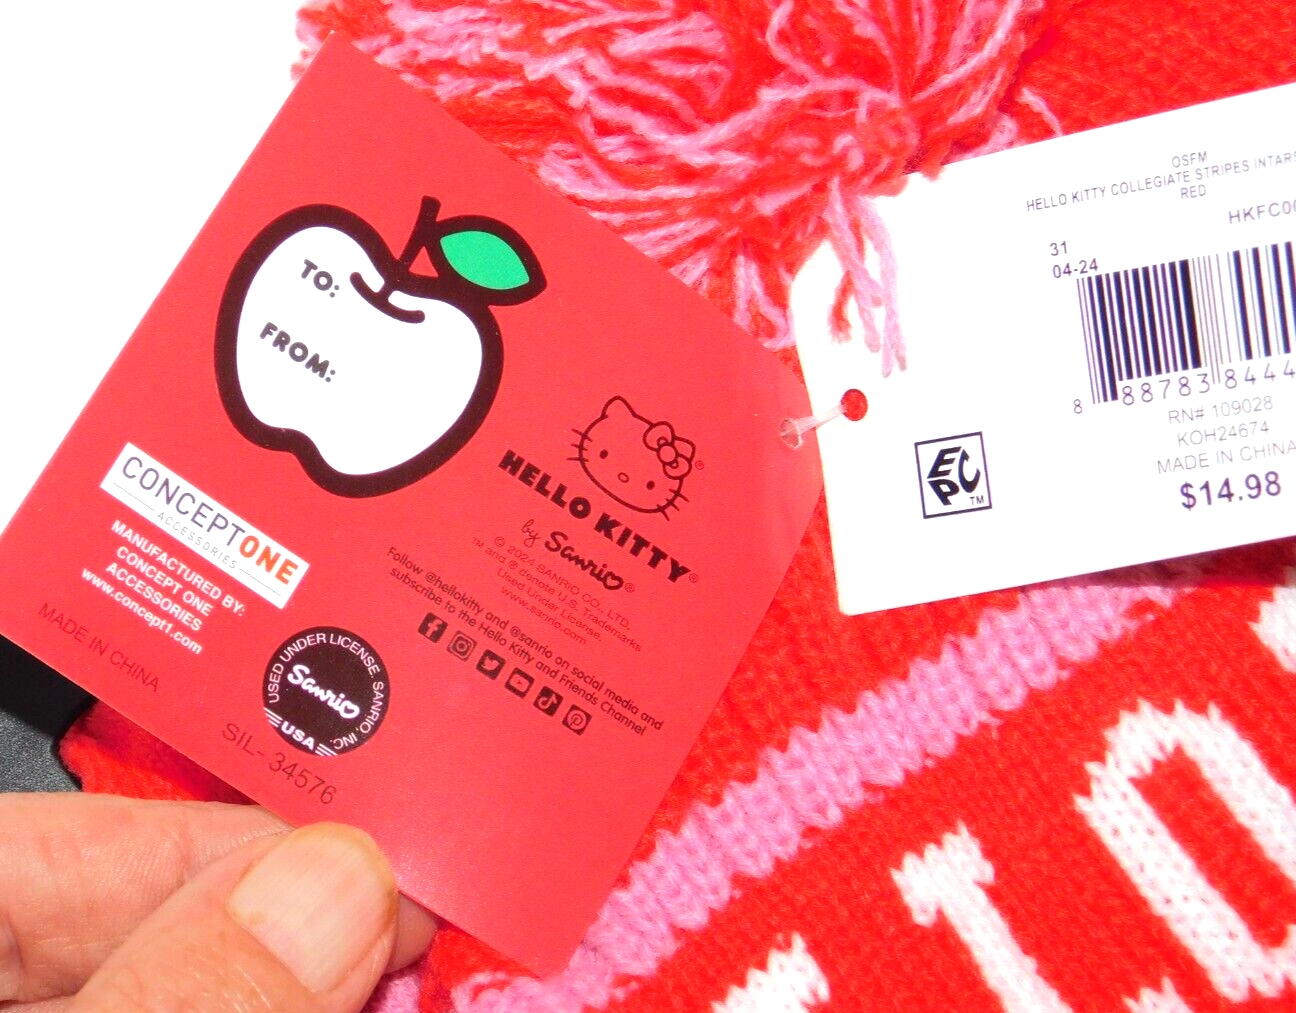 TO:
FROM:
CONCEPTONE
ACCESSORIES
MANUFACTURED BY:
CONCEPT ONE
ACCESSORIES
www.concept1.com
MADE IN CHINA
USED UNDER LICENSE. SANRIO, INC.
Sanrio
USA
SIL- 34576
HELLO KITTY®
by Sanrio®
© 2024 SANRIO CO., LTD.
™ and ® denote U.S. Trademarks
Used Under License.
www.sanrio.com
Follow @hellokitty and @sanrio on social media and
subscribe to the Hello Kitty and Friends Channel
OSFM
HELLO KITTY COLLEGIATE STRIPES INTARS
RED
HKFC00
31
04-24
8 88783 8444
RN# 109028
KOH24674
MADE IN CHINA
$14.98
EPC™